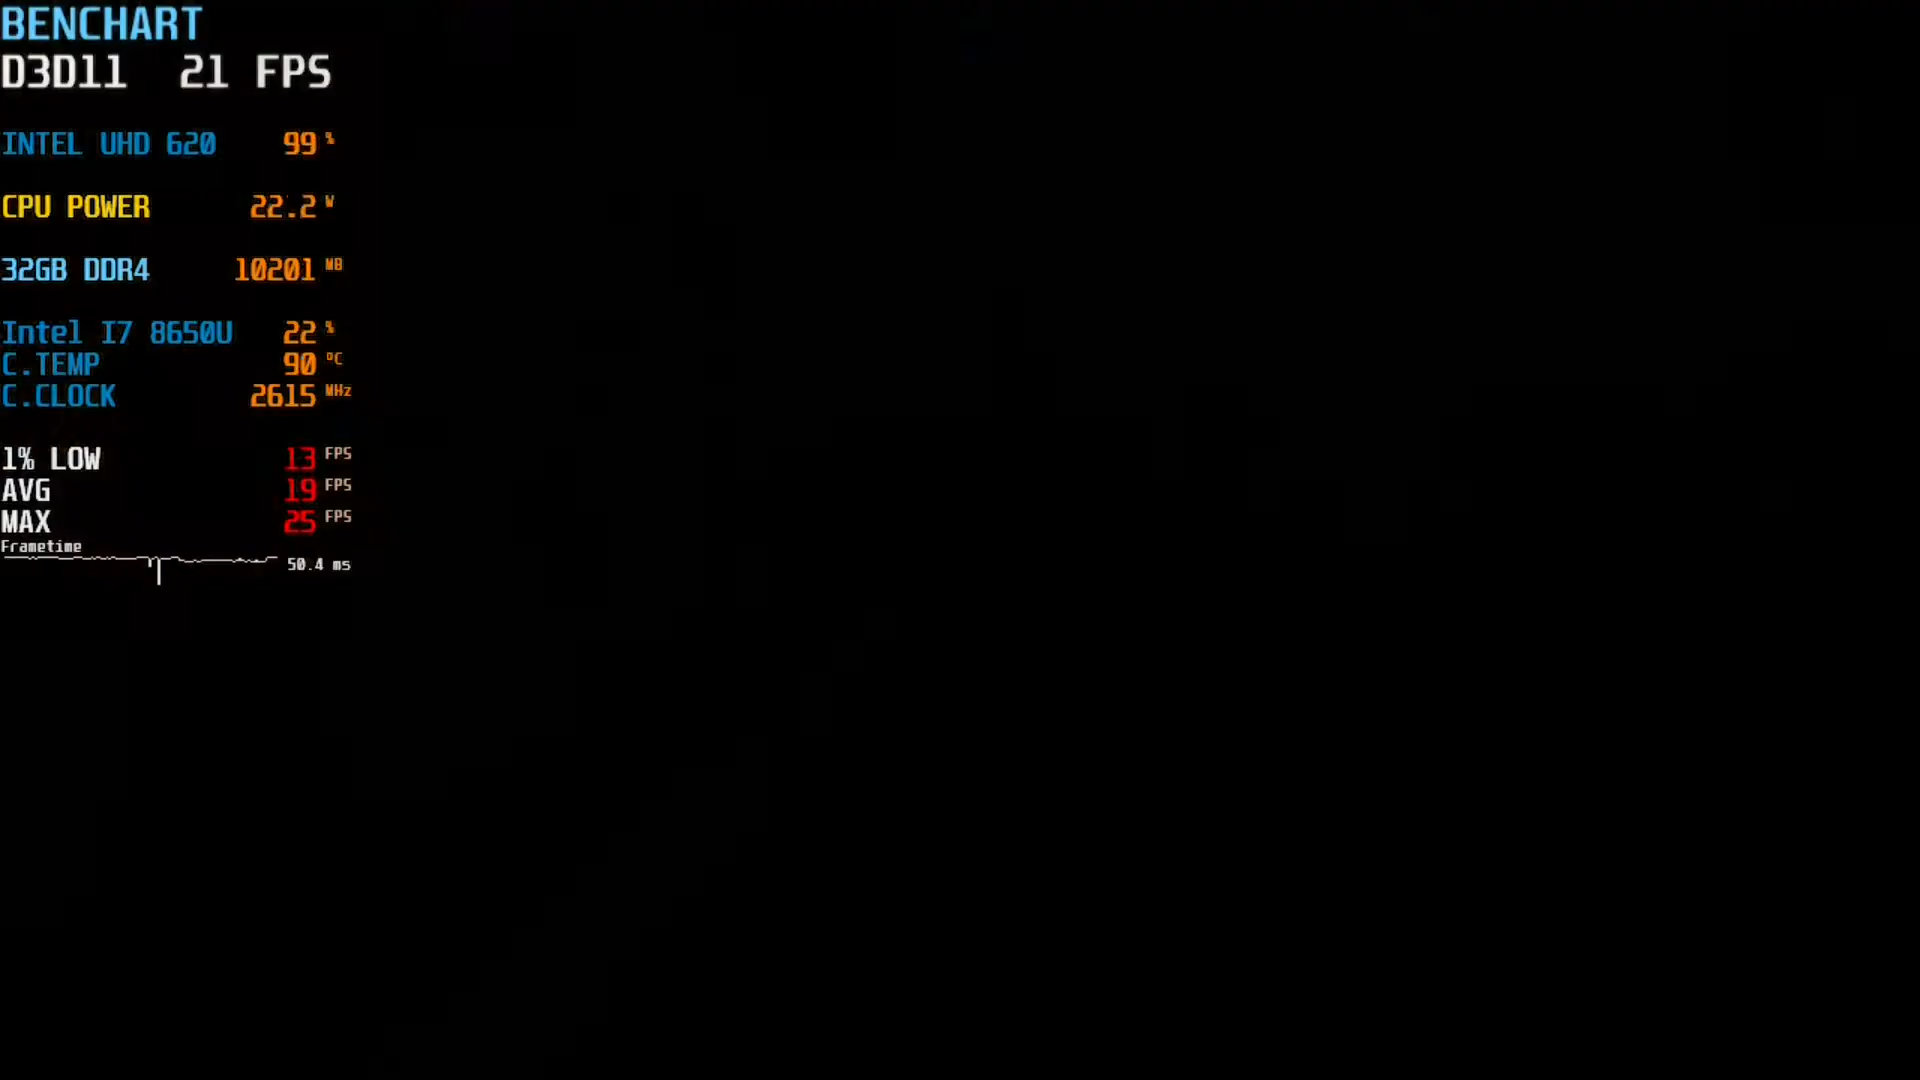 BENCHART
D3D11 21 FPS
INTEL UHD 620 99 %
CPU POWER 22.2 W
32GB DDR4 10201 MB
Intel I7 8650U 22 %
C.TEMP 90 °C
C.CLOCK 2615 MHz
1% LOW 13 FPS
AVG 19 FPS
MAX 25 FPS
Frametime
50.4 ms